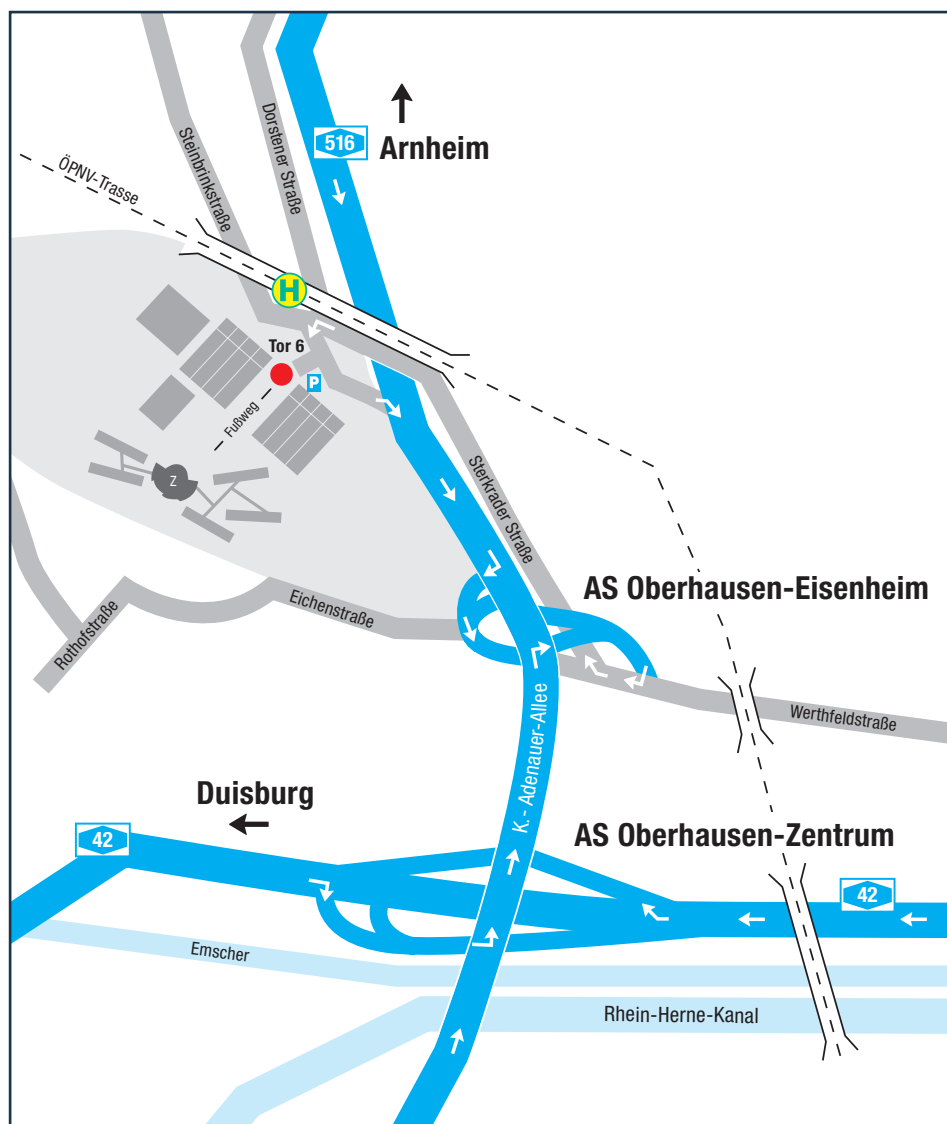 516
Arnheim
Steinbrinkstraße
Dorstener Straße
ÖPNV-Trasse
H
Tor 6
P
Fußweg
Z
Sterkrader Straße
AS Oberhausen-Eisenheim
Eichenstraße
Rothofstraße
Werthfeldstraße
K.- Adenauer-Allee
Duisburg
42
AS Oberhausen-Zentrum
42
Emscher
Rhein-Herne-Kanal